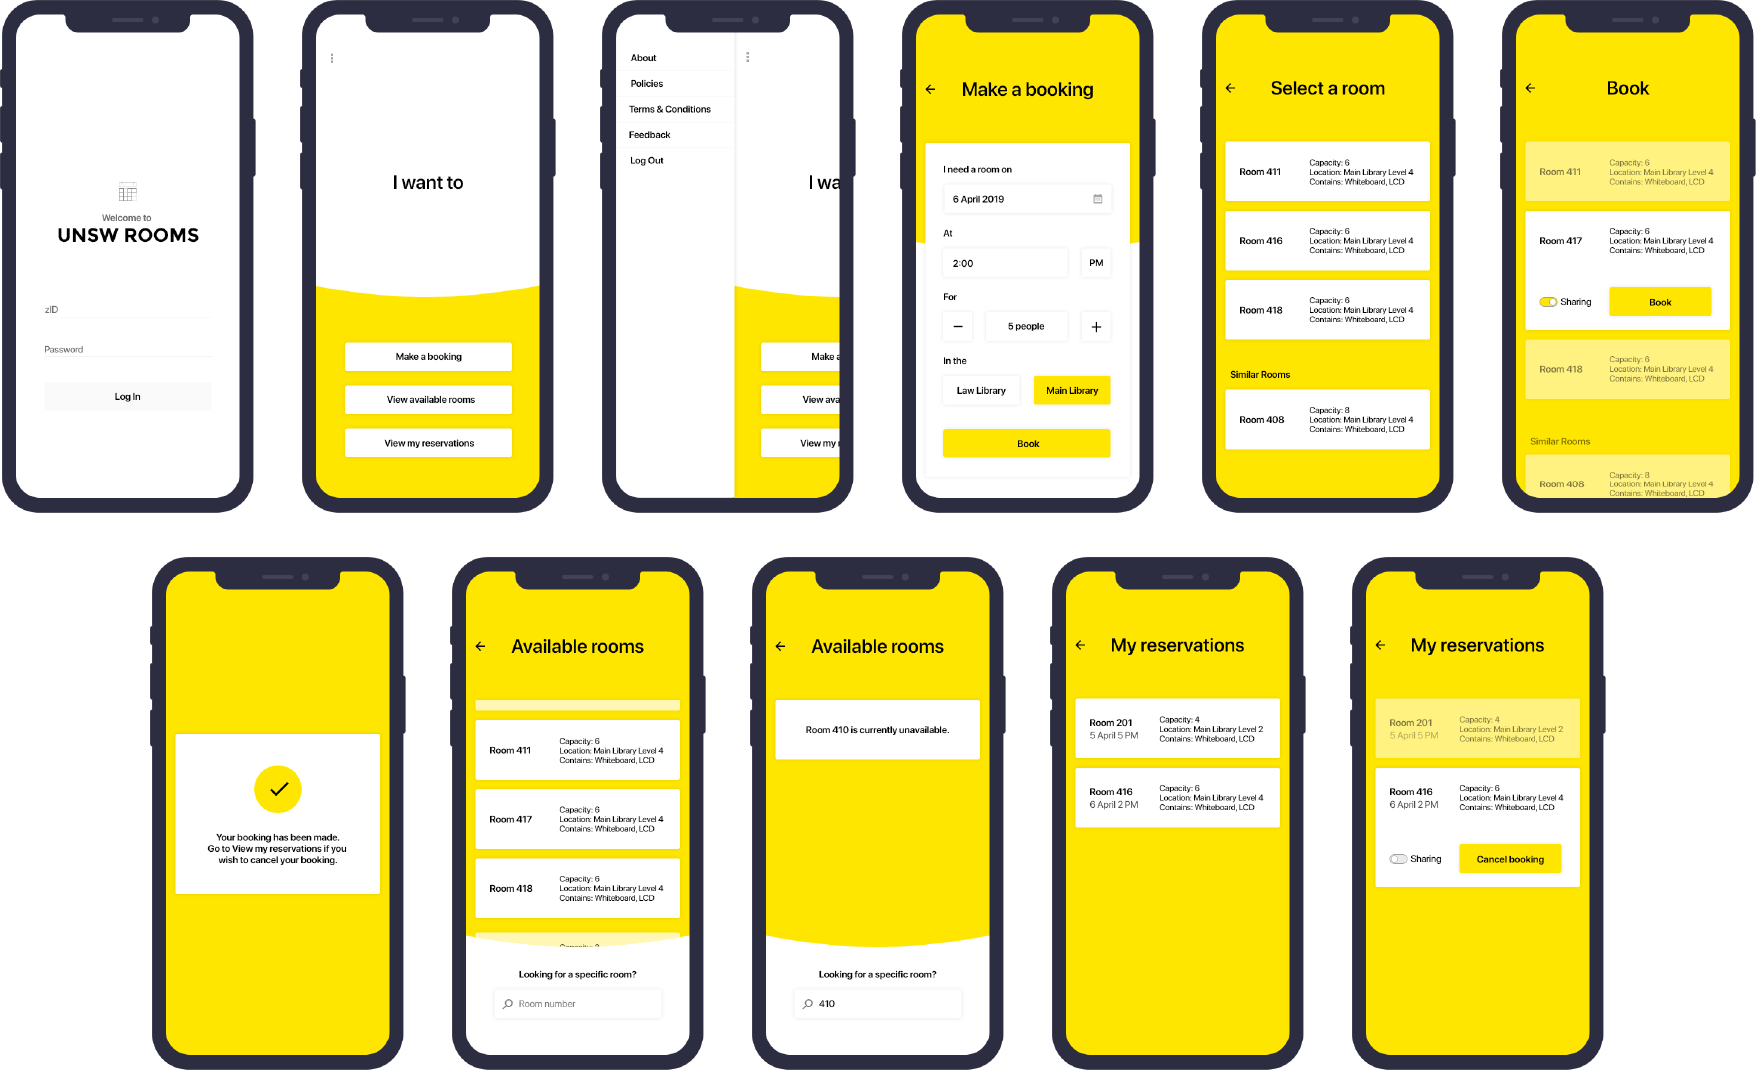 Welcome to
UNSW ROOMS
zID
Password
Log In
I want to
Make a booking
View available rooms
View my reservations
About
Policies
Terms & Conditions
Feedback
Log Out
I wa
Make a
View ava
View my r
Make a booking
I need a room on
6 April 2019
At
2:00
PM
For
5 people
In the
Law Library
Main Library
Book
Select a room
Room 411
Capacity: 6
Location: Main Library Level 4
Contains: Whiteboard, LCD
Room 416
Capacity: 6
Location: Main Library Level 4
Contains: Whiteboard, LCD
Room 418
Capacity: 6
Location: Main Library Level 4
Contains: Whiteboard, LCD
Similar Rooms
Room 408
Capacity: 8
Location: Main Library Level 4
Contains: Whiteboard, LCD
Book
Room 411
Capacity: 6
Location: Main Library Level 4
Contains: Whiteboard, LCD
Room 417
Capacity: 6
Location: Main Library Level 4
Contains: Whiteboard, LCD
Sharing
Book
Room 418
Capacity: 6
Location: Main Library Level 4
Contains: Whiteboard, LCD
Similar Rooms
Room 408
Capacity: 8
Location: Main Library Level 4
Contains: Whiteboard, LCD
Your booking has been made.
Go to View my reservations if you
wish to cancel your booking.
Available rooms
Room 411
Capacity: 6
Location: Main Library Level 4
Contains: Whiteboard, LCD
Room 417
Capacity: 6
Location: Main Library Level 4
Contains: Whiteboard, LCD
Room 418
Capacity: 6
Location: Main Library Level 4
Contains: Whiteboard, LCD
Looking for a specific room?
Room number
Available rooms
Room 410 is currently unavailable.
Looking for a specific room?
410
My reservations
Room 201
5 April 5 PM
Capacity: 4
Location: Main Library Level 2
Contains: Whiteboard, LCD
Room 416
6 April 2 PM
Capacity: 6
Location: Main Library Level 4
Contains: Whiteboard, LCD
My reservations
Room 201
5 April 5 PM
Capacity: 4
Location: Main Library Level 2
Contains: Whiteboard, LCD
Room 416
6 April 2 PM
Capacity: 6
Location: Main Library Level 4
Contains: Whiteboard, LCD
Sharing
Cancel booking